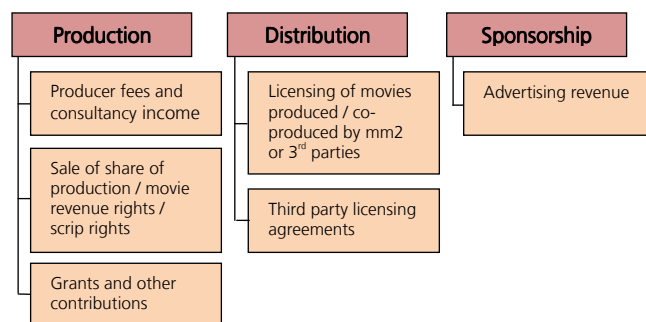 Production
Producer fees and
consultancy income
Sale of share of
production / movie
revenue rights /
scrip rights
Grants and other
contributions
Distribution
Licensing of movies
produced / co-
produced by mm2
or 3rd parties
Third party licensing
agreements
Sponsorship
Advertising revenue